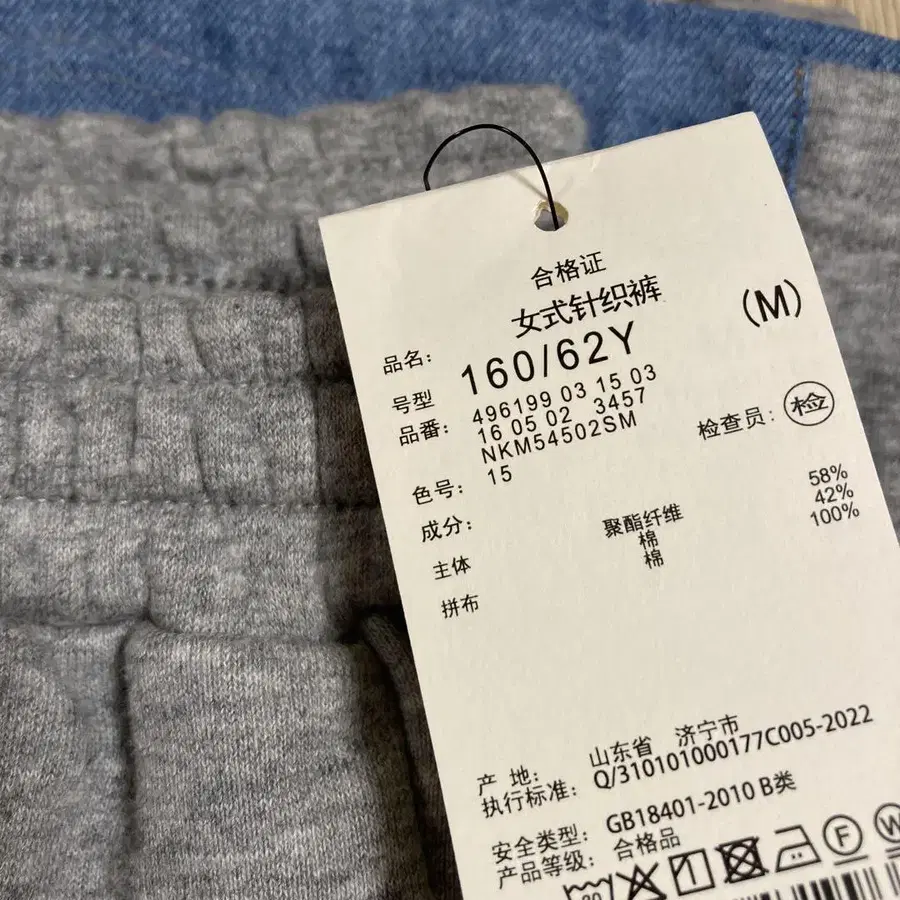 合格证
品名: 女式针织裤
号型 160/62Y (M)
品番: 496199 03 15 03
16 05 02 3457
NKM54502SM
检查员: 检
色号: 15
成分:
主体 聚酯纤维 58%
棉 42%
拼布 棉 100%
产 地: 山东省 济宁市
执行标准: Q/310101000177C005-2022
安全类型: GB18401-2010 B类
产品等级: 合格品
F
W